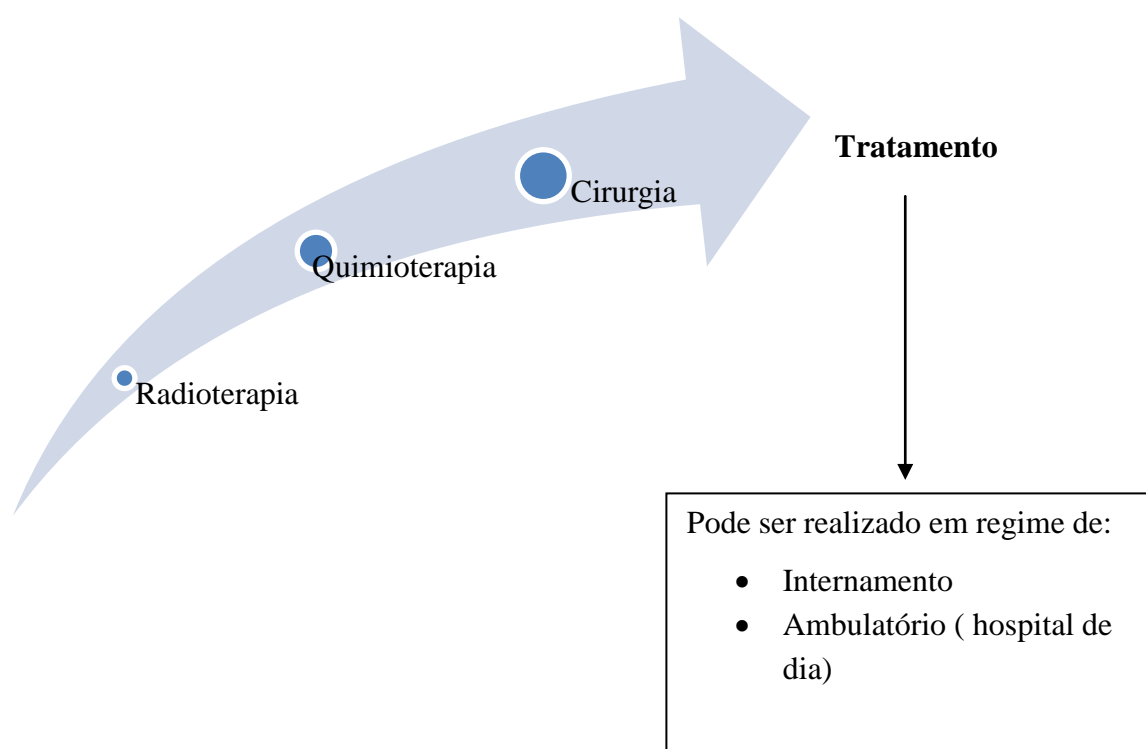 Tratamento
Cirurgia
Quimioterapia
Radioterapia
Pode ser realizado em regime de:
• Internamento
• Ambulatório ( hospital de
dia)